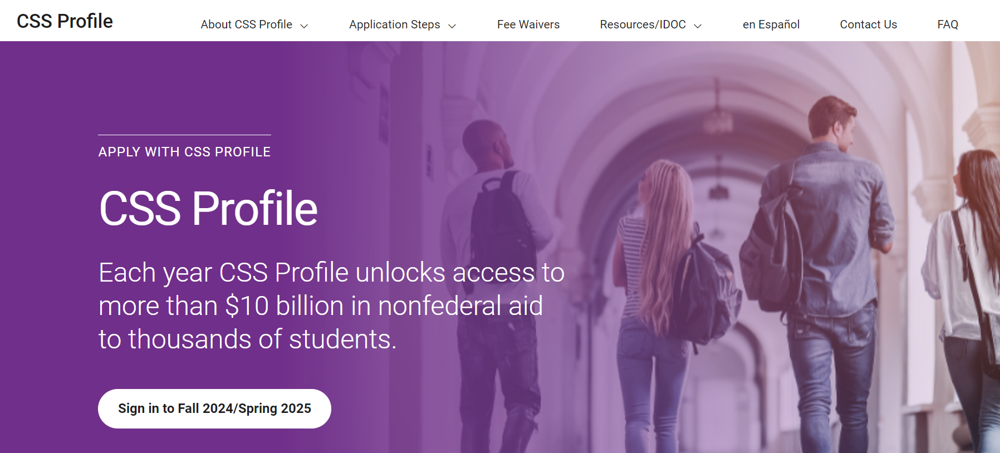 CSS Profile
About CSS Profile
Application Steps
Fee Waivers
Resources/IDOC
en Español
Contact Us
FAQ
APPLY WITH CSS PROFILE
CSS Profile
Each year CSS Profile unlocks access to
more than $10 billion in nonfederal aid
to thousands of students.
Sign in to Fall 2024/Spring 2025